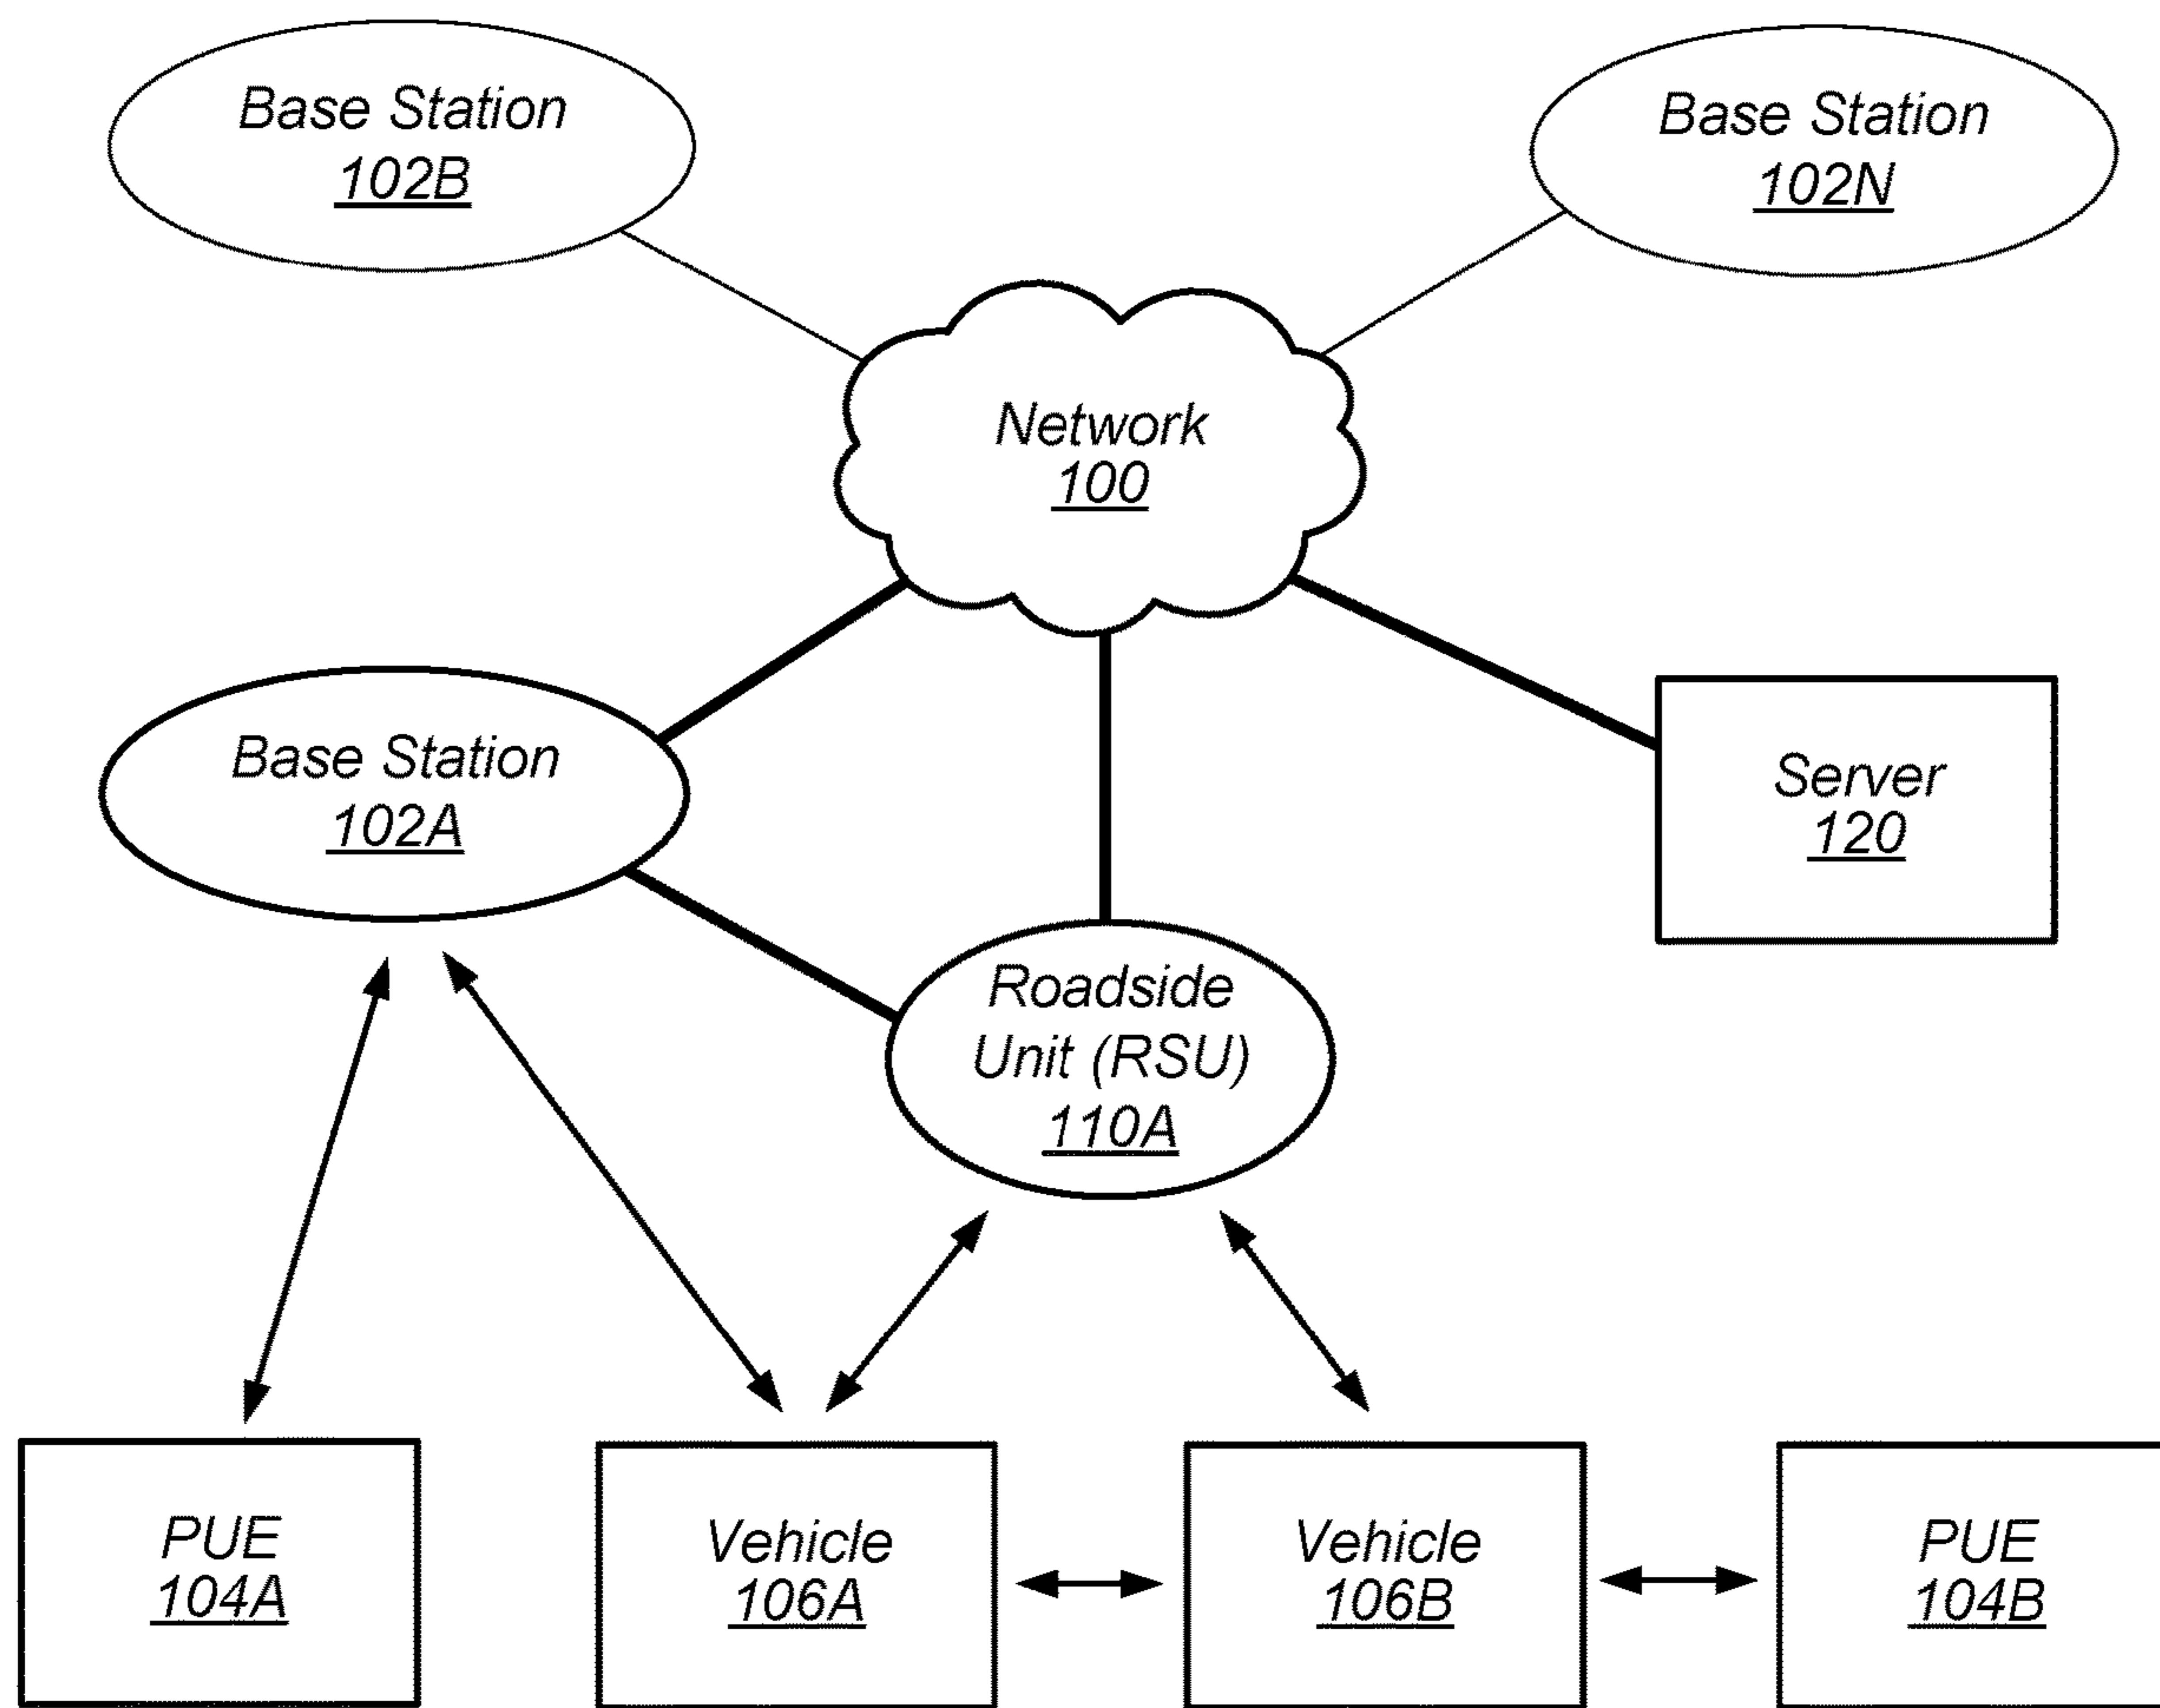 Base Station
102B
Base Station
102N
Network
100
Base Station
102A
Server
120
Roadside
Unit (RSU)
110A
PUE
104A
Vehicle
106A
Vehicle
106B
PUE
104B